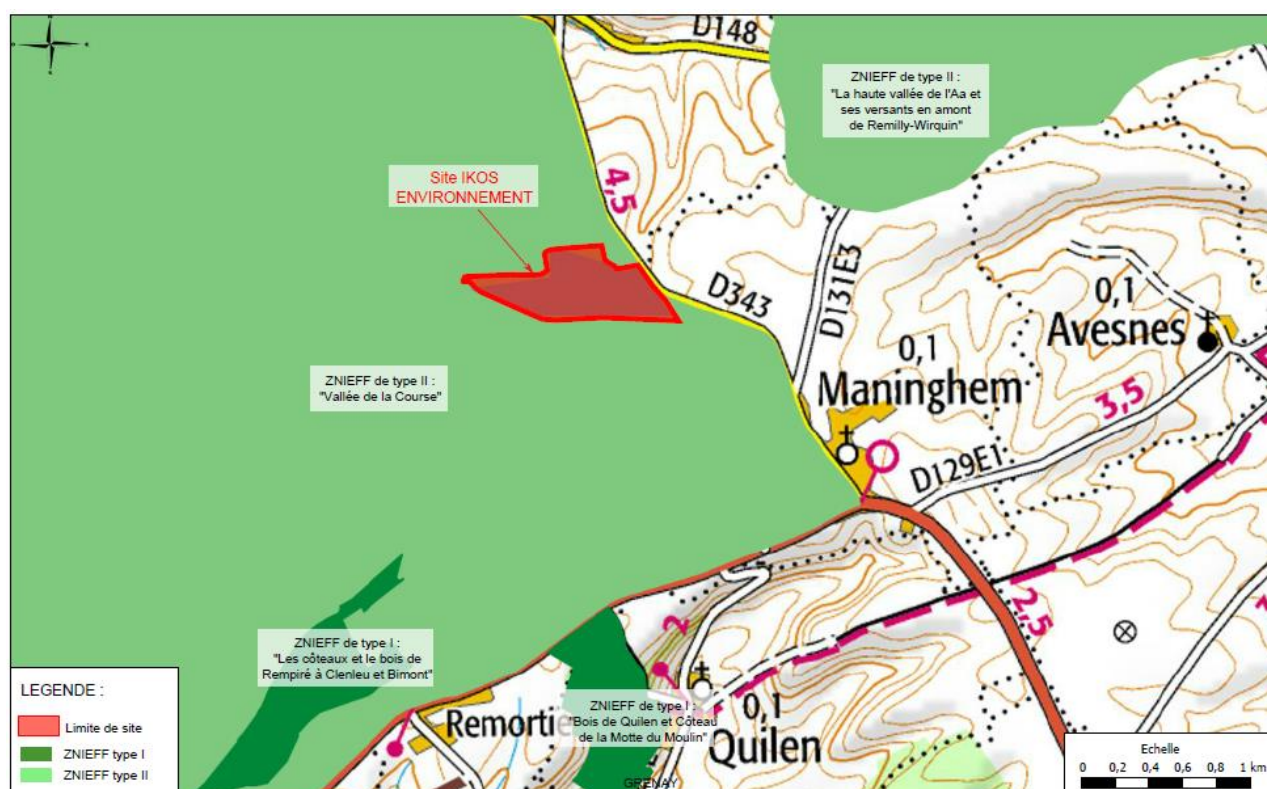 D148
ZNIEFF de type II :
"La haute vallée de l'Aa et
ses versants en amont
de Remilly-Wirquin"
Site IKOS
ENVIRONNEMENT
4,5
D343
D131E3
0,1
Avesnes
0,1
Maninghem
3,5
D129E1
ZNIEFF de type II :
"Vallée de la Course"
2,5
2
ZNIEFF de type I :
"Les côteaux et le bois de
Rempiré à Clenleu et Bimont"
ZNIEFF de type I :
"Bois de Quilen et Côteau
de la Motte du Moulin"
Remortie
0,1
Quilen
GRENAY
LEGENDE :
Limite de site
ZNIEFF type I
ZNIEFF type II
Echelle
0 0,2 0,4 0,6 0,8 1 km